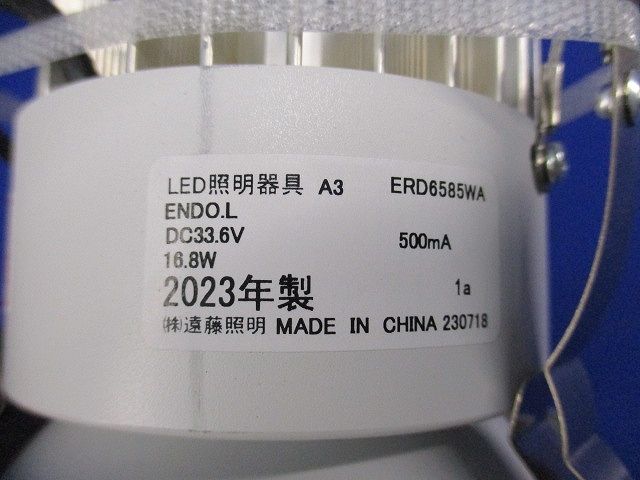 LED照明器具 A3 ERD6585WA
ENDO.L
DC33.6V 500mA
16.8W
2023年製 1a
㈱遠藤照明 MADE IN CHINA 230718